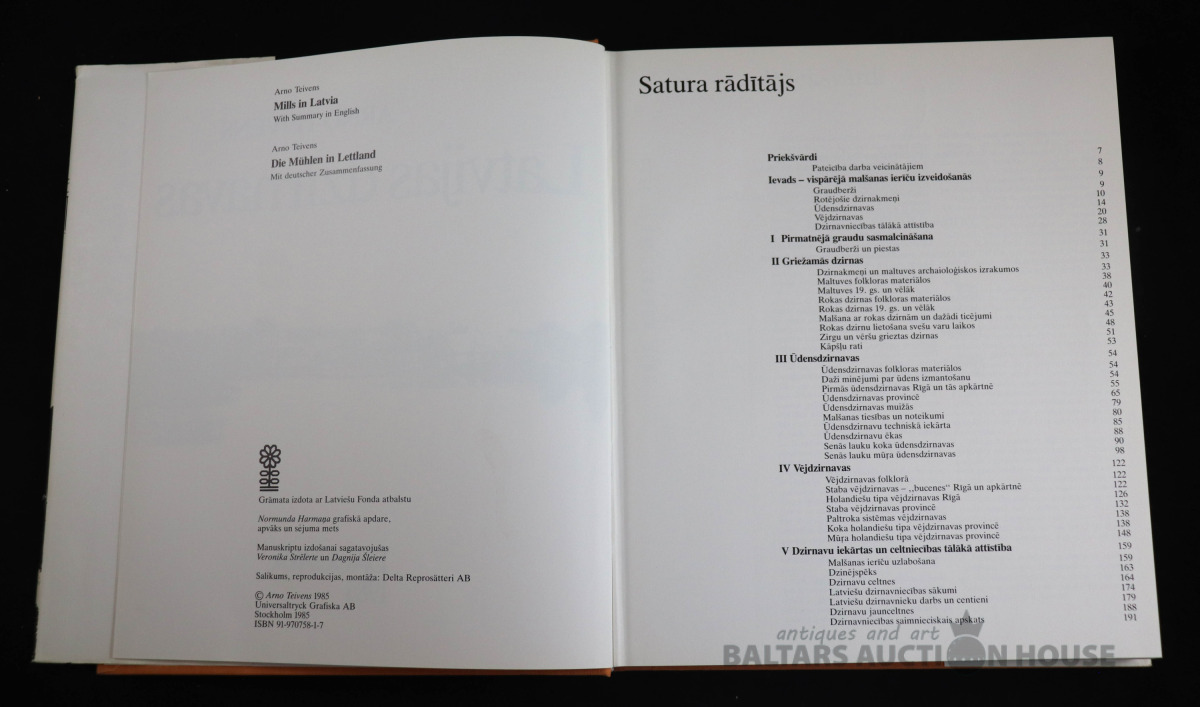 Arno Teivens
Mills in Latvia
With Summary in English
Arno Teivens
Die Mühlen in Lettland
Mit deutscher Zusammenfassung
Grāmata izdota ar Latviešu Fonda atbalstu
Normunda Harmaņa grafiskā apdare,
apvāks un sējuma mets
Manuskriptu izdošanai sagatavojušas
Veronika Strēlerte un Dagnija Šleiere
Salikums, reprodukcijas, montāža: Delta Reprosätteri AB
© Arno Teivens 1985
Universaltryck Grafiska AB
Stockholm 1985
ISBN 91-970758-1-7
Satura rādītājs
Priekšvārdi 7
Pateicība darba veicinātājiem 8
Ievads – vispārējā malšanas ierīču izveidošanās 9
Graudberži 9
Rotējošie dzirnakmeņi 10
Ūdensdzirnavas 14
Vējdzirnavas 20
Dzirnavniecības tālākā attīstība 28
I Pirmatnējā graudu sasmalcināšana 31
Graudberži un piestas 31
II Griežamās dzirnas 33
Dzirnakmeņi un maltuves archaioloģiskos izrakumos 33
Maltuves folkloras materiālos 38
Maltuves 19. gs. un vēlāk 40
Rokas dzirnas folkloras materiālos 42
Rokas dzirnas 19. gs. un vēlāk 43
Malšana ar rokas dzirnām un dažādi ticējumi 45
Rokas dzirnu lietošana svešu varu laikos 48
Zirgu un vēršu grieztas dzirnas 51
Kāpšļu rati 53
III Ūdensdzirnavas 54
Ūdensdzirnavas folkloras materiālos 54
Daži minējumi par ūdens izmantošanu 54
Pirmās ūdensdzirnavas Rīgā un tās apkārtnē 55
Ūdensdzirnavas provincē 65
Ūdensdzirnavas muižās 79
Malšanas tiesības un noteikumi 80
Ūdensdzirnavu techniskā iekārta 85
Ūdensdzirnavu ēkas 88
Senās lauku koka ūdensdzirnavas 90
Senās lauku mūŗa ūdensdzirnavas 98
IV Vējdzirnavas 122
Vējdzirnavas folklorā 122
Staba vējdzirnavas – „bucenes" Rīgā un apkārtnē 122
Holandiešu tipa vējdzirnavas Rīgā 126
Staba vējdzirnavas provincē 132
Paltroka sistēmas vējdzirnavas 138
Koka holandiešu tipa vējdzirnavas provincē 138
Mūŗa holandiešu tipa vējdzirnavas provincē 148
V Dzirnavu iekārtas un celtniecības tālākā attīstība 159
Malšanas ierīču uzlabošana 159
Dzinējspēks 163
Dzirnavu celtnes 164
Latviešu dzirnavniecības sākumi 174
Latviešu dzirnavnieku darbs un centieni 179
Dzirnavu jaunceltnes 188
Dzirnavniecības saimnieciskais apskats 191
antiques and art
BALTARS AUCTION HOUSE